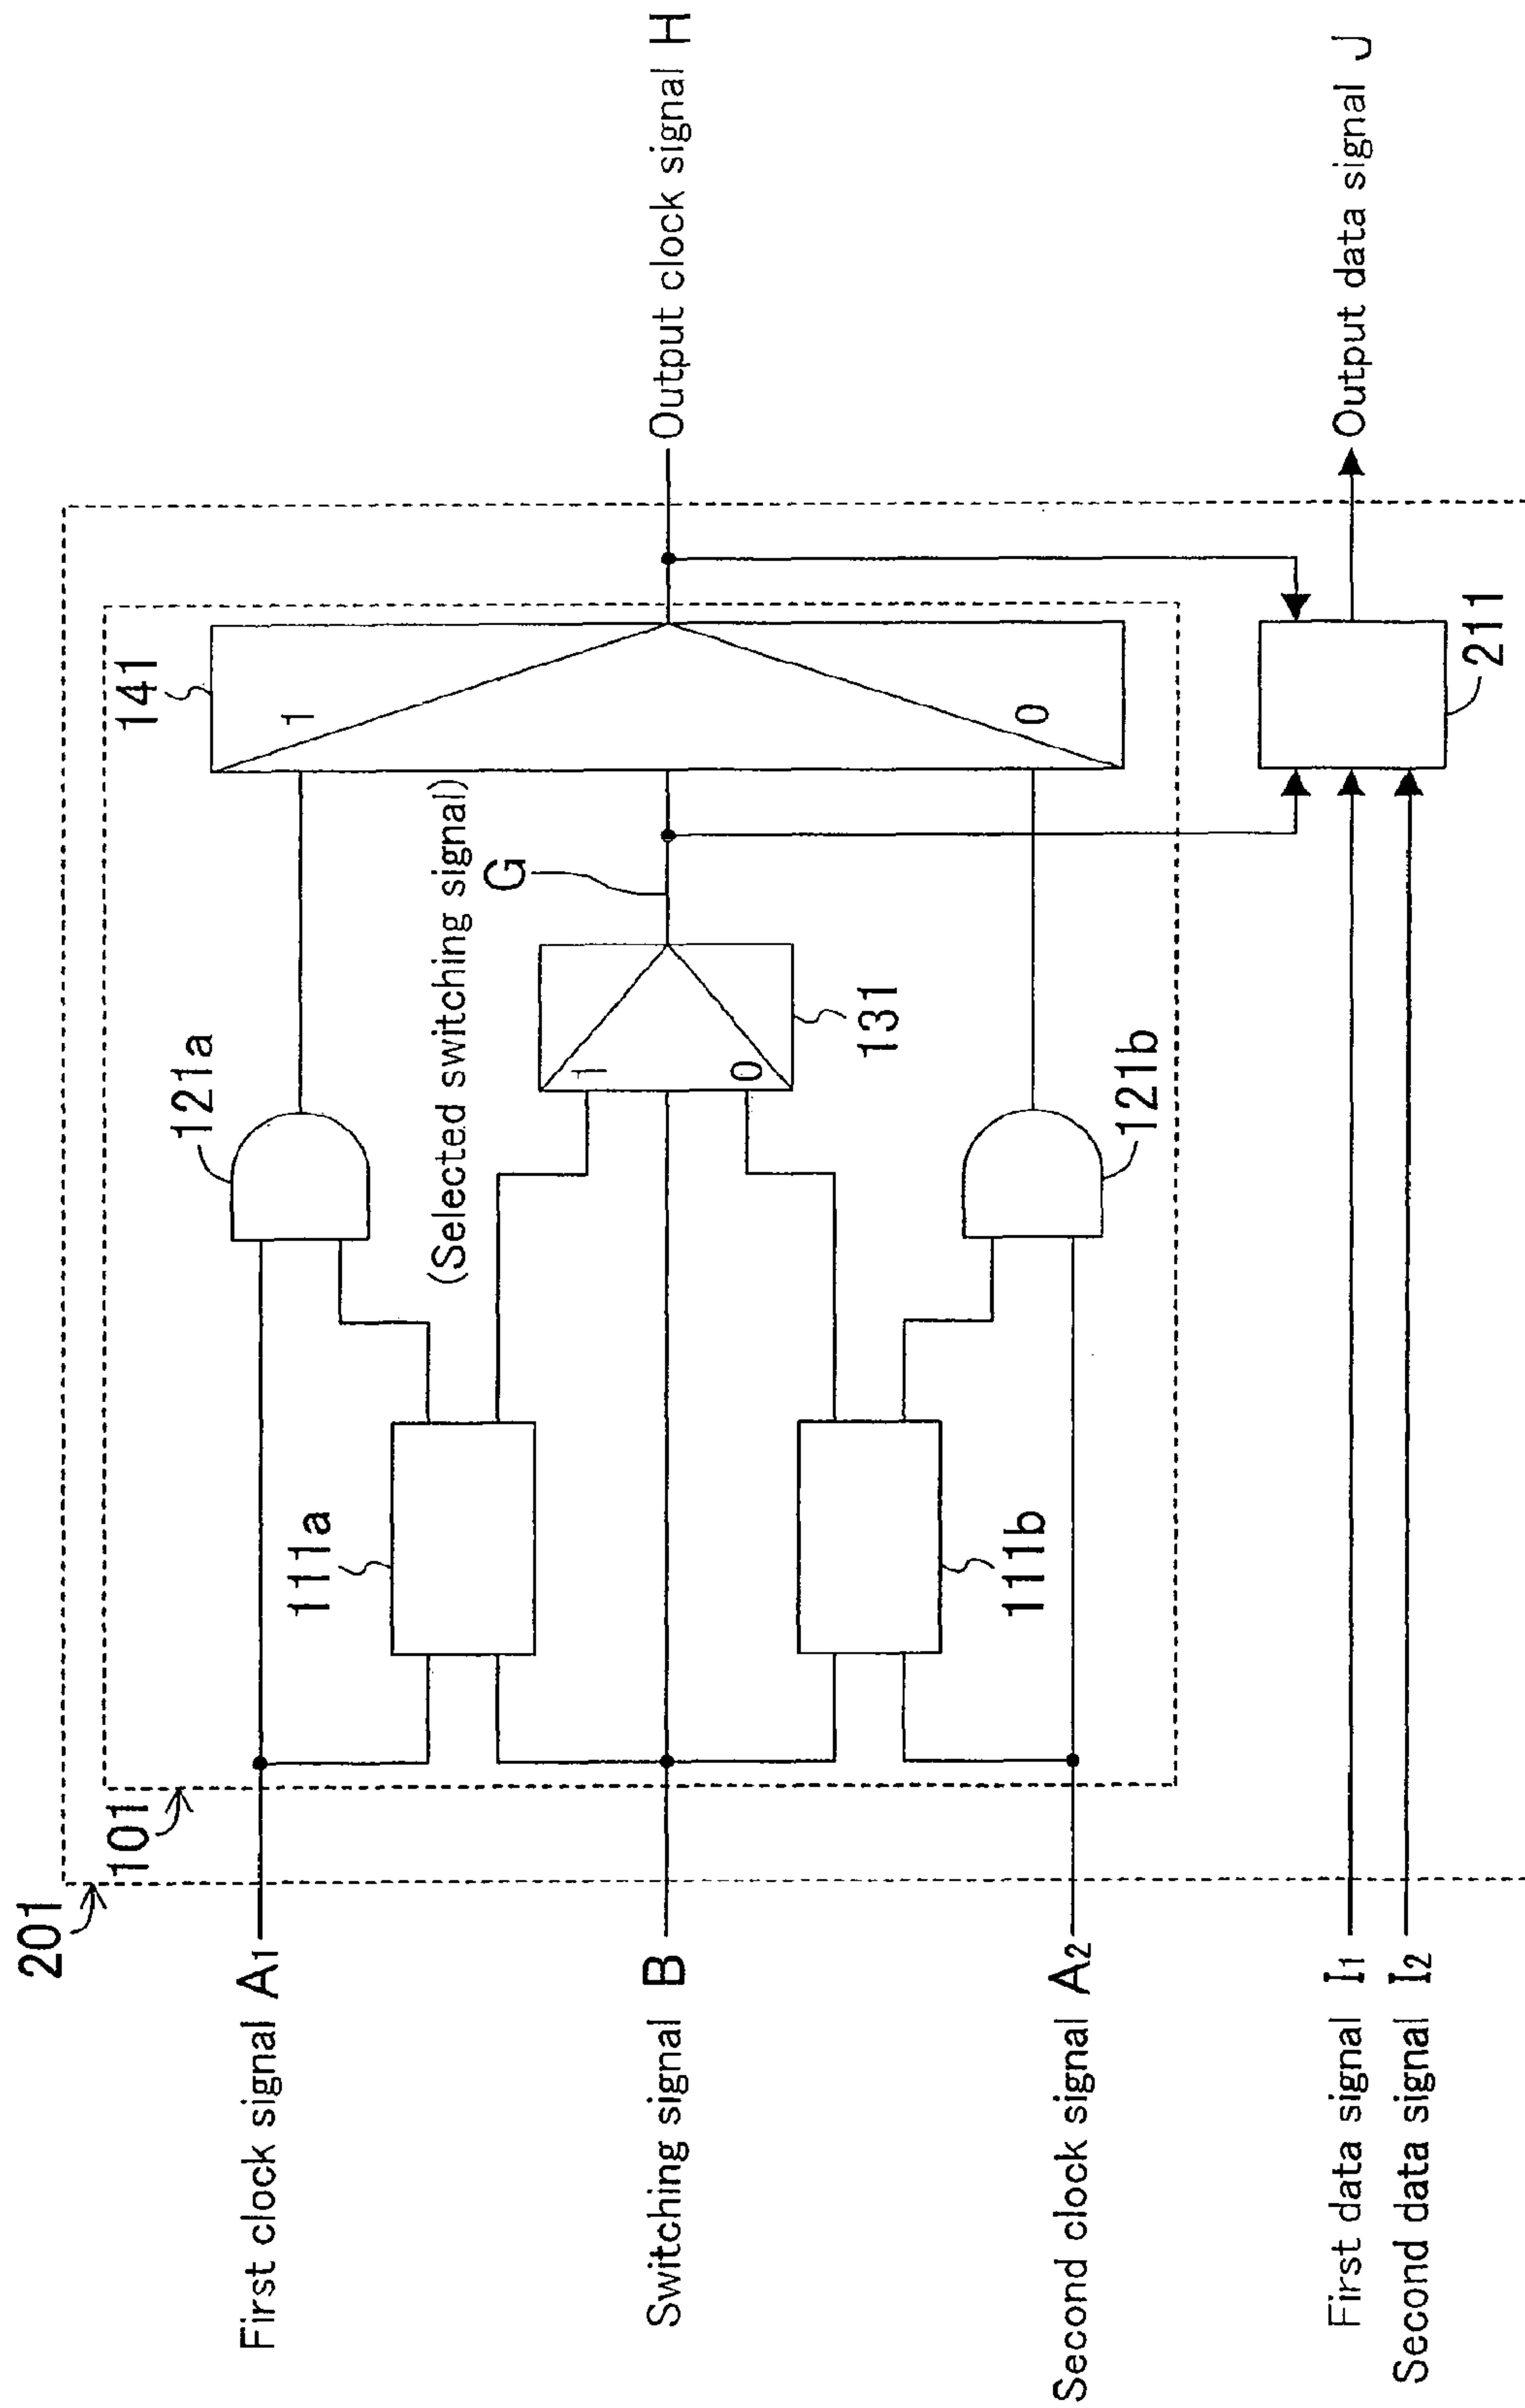 201
101
First clock signal A1
Switching signal B
Second clock signal A2
First data signal I1
Second data signal I2
111a
111b
121a
121b
(Selected switching signal)
G
1
0
131
141
1
0
211
Output clock signal H
Output data signal J